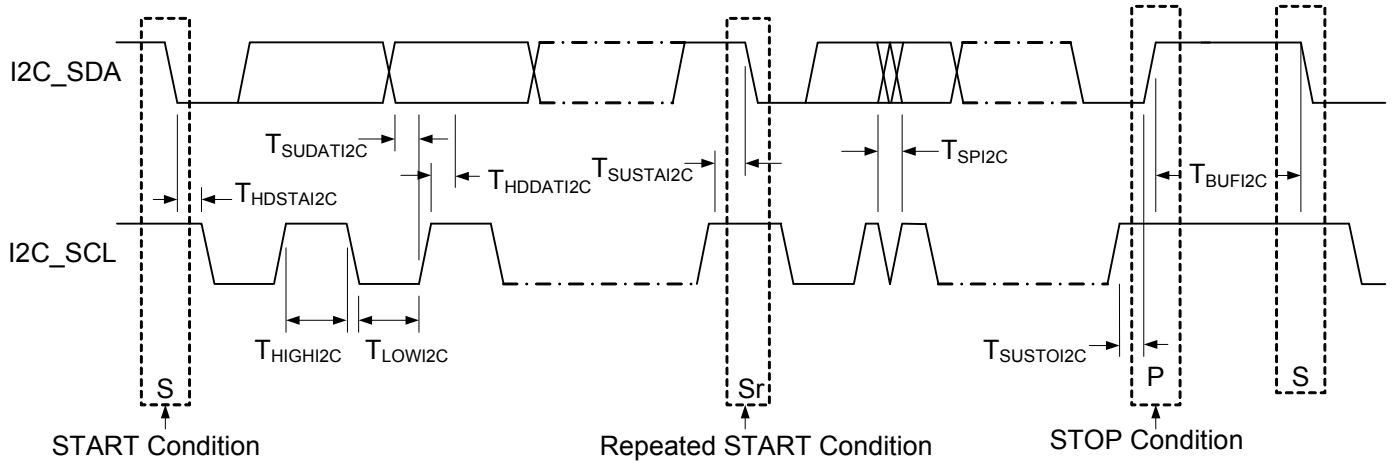 I2C_SDA
T_SUDATI2C
T_SPI2C
T_HDDATI2C
T_SUSTAI2C
T_BUFI2C
T_HDSTAI2C
I2C_SCL
T_HIGHI2C
T_LOWI2C
T_SUSTOI2C
S
Sr
P
S
START Condition
Repeated START Condition
STOP Condition